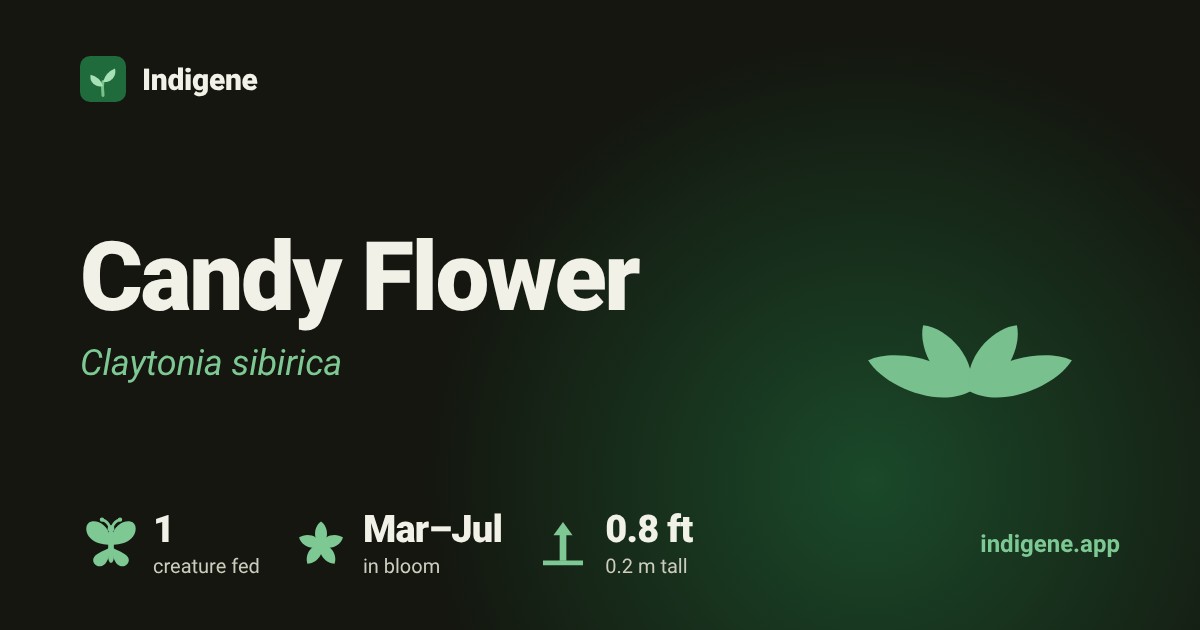 Indigene
Candy Flower
Claytonia sibirica
1
creature fed
Mar–Jul
in bloom
0.8 ft
0.2 m tall
indigene.app